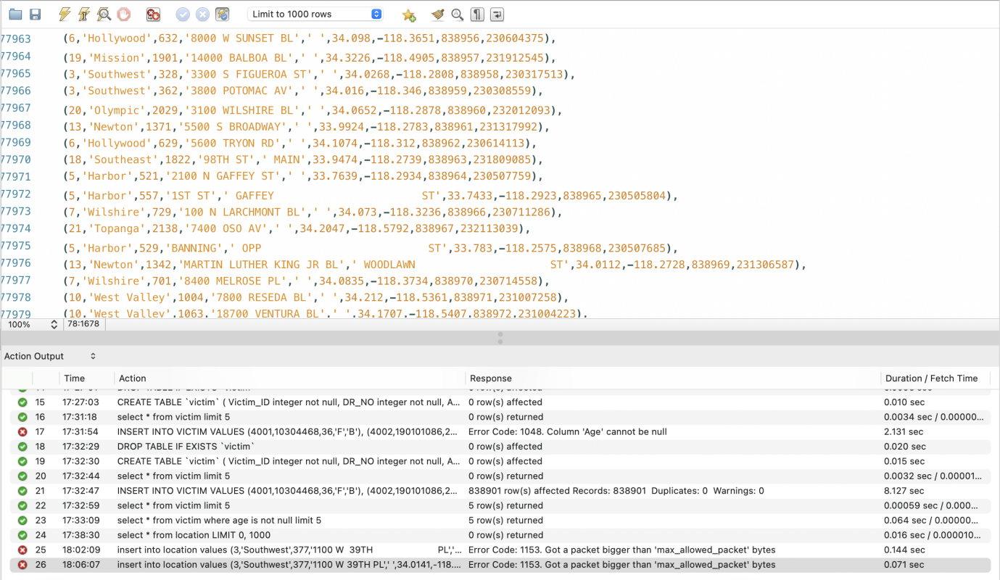 Limit to 1000 rows
77963 (6,'Hollywood',632,'8000 W SUNSET BL',' ',34.098,-118.3651,838956,230604375),
77964 (19,'Mission',1901,'14000 BALBOA BL',' ',34.3226,-118.4905,838957,231912545),
77965 (3,'Southwest',328,'3300 S FIGUEROA ST',' ',34.0268,-118.2808,838958,230317513),
77966 (3,'Southwest',362,'3800 POTOMAC AV',' ',34.016,-118.346,838959,230308559),
77967 (20,'Olympic',2029,'3100 WILSHIRE BL',' ',34.0652,-118.2878,838960,232012093),
77968 (13,'Newton',1371,'5500 S BROADWAY',' ',33.9924,-118.2783,838961,231317992),
77969 (6,'Hollywood',629,'5600 TRYON RD',' ',34.1074,-118.312,838962,230614113),
77970 (18,'Southeast',1822,'98TH ST',' MAIN',33.9474,-118.2739,838963,231809085),
77971 (5,'Harbor',521,'2100 N GAFFEY ST',' ',33.7639,-118.2934,838964,230507759),
77972 (5,'Harbor',557,'1ST ST',' GAFFEY                       ST',33.7433,-118.2923,838965,230505804),
77973 (7,'Wilshire',729,'100 N LARCHMONT BL',' ',34.073,-118.3236,838966,230711286),
77974 (21,'Topanga',2138,'7400 OSO AV',' ',34.2047,-118.5792,838967,232113039),
77975 (5,'Harbor',529,'BANNING',' OPP                          ST',33.783,-118.2575,838968,230507685),
77976 (13,'Newton',1342,'MARTIN LUTHER KING JR BL',' WOODLAWN                     ST',34.0112,-118.2728,838969,231306587),
77977 (7,'Wilshire',701,'8400 MELROSE PL',' ',34.0835,-118.3734,838970,230714558),
77978 (10,'West Valley',1004,'7800 RESEDA BL',' ',34.212,-118.5361,838971,231007258),
77979 (10,'West Valley',1063,'18700 VENTURA BL',' ',34.1707,-118.5407,838972,231004223),
100% 78:1678
Action Output
Time Action Response Duration / Fetch Time
15 17:27:03 CREATE TABLE `victim` ( Victim_ID integer not null, DR_NO integer not null, A... 0 row(s) affected 0.010 sec
16 17:31:18 select * from victim limit 5 0 row(s) returned 0.0034 sec / 0.00000...
17 17:31:54 INSERT INTO VICTIM VALUES (4001,10304468,36,'F','B'), (4002,190101086,2... Error Code: 1048. Column 'Age' cannot be null 2.131 sec
18 17:32:29 DROP TABLE IF EXISTS `victim` 0 row(s) affected 0.020 sec
19 17:32:30 CREATE TABLE `victim` ( Victim_ID integer not null, DR_NO integer not null, A... 0 row(s) affected 0.015 sec
20 17:32:44 select * from victim limit 5 0 row(s) returned 0.0032 sec / 0.00001...
21 17:32:47 INSERT INTO VICTIM VALUES (4001,10304468,36,'F','B'), (4002,190101086,2... 838901 row(s) affected Records: 838901  Duplicates: 0  Warnings: 0 8.127 sec
22 17:32:59 select * from victim limit 5 5 row(s) returned 0.00059 sec / 0.000...
23 17:33:09 select * from victim where age is not null limit 5 5 row(s) returned 0.064 sec / 0.00000...
24 17:38:30 select * from location LIMIT 0, 1000 0 row(s) returned 0.016 sec / 0.000010...
25 18:02:09 insert into location values (3,'Southwest',377,'1100 W  39TH                         PL','... Error Code: 1153. Got a packet bigger than 'max_allowed_packet' bytes 0.144 sec
26 18:06:07 insert into location values (3,'Southwest',377,'1100 W 39TH PL',' ',34.0141,-118.... Error Code: 1153. Got a packet bigger than 'max_allowed_packet' bytes 0.071 sec